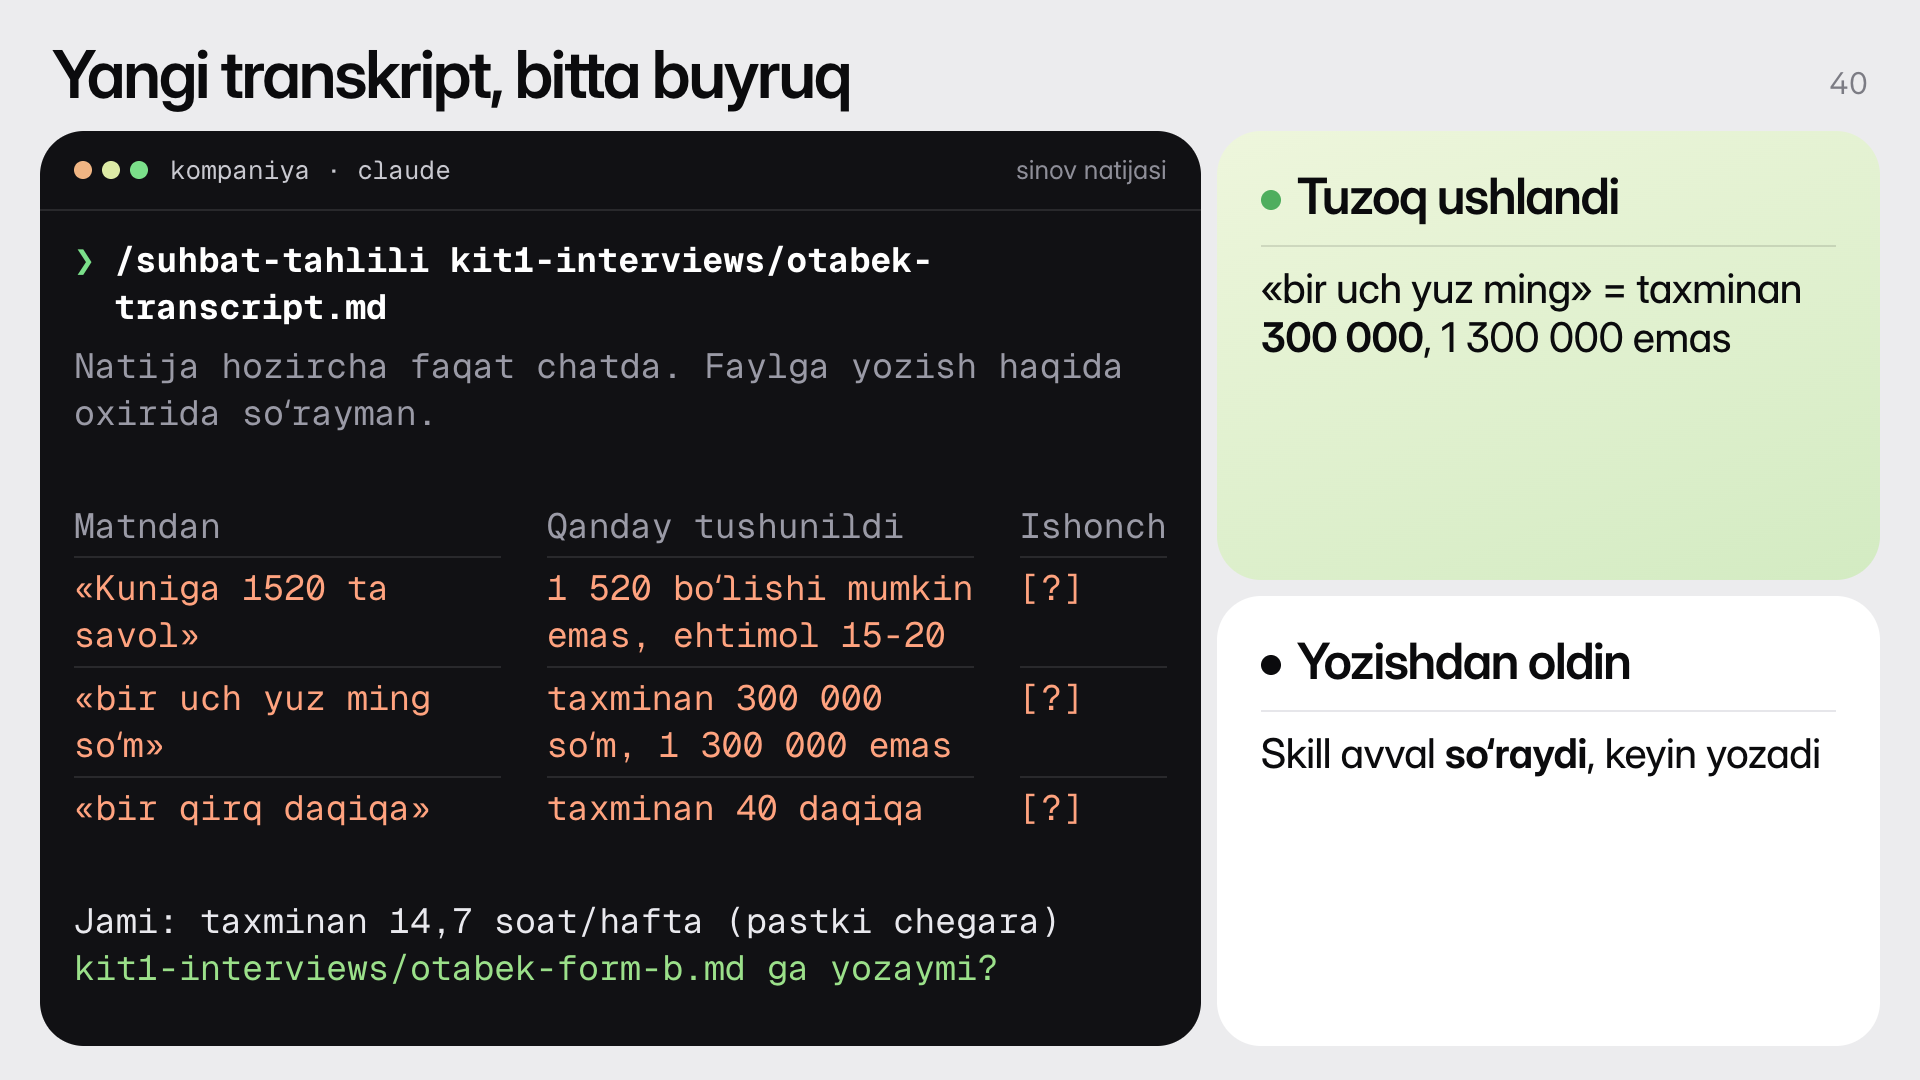 Yangi transkript, bitta buyruq
40
kompaniya · claude
sinov natijasi
❯ /suhbat-tahlili kit1-interviews/otabek-
transcript.md
Natija hozircha faqat chatda. Faylga yozish haqida
oxirida so‘rayman.
Matndan Qanday tushunildi Ishonch
«Kuniga 1520 ta 1 520 bo‘lishi mumkin [?]
savol» emas, ehtimol 15-20
«bir uch yuz ming taxminan 300 000 [?]
so‘m» so‘m, 1 300 000 emas
«bir qirq daqiqa» taxminan 40 daqiqa [?]
Jami: taxminan 14,7 soat/hafta (pastki chegara)
kit1-interviews/otabek-form-b.md ga yozaymi?
Tuzoq ushlandi
«bir uch yuz ming» = taxminan
300 000, 1 300 000 emas
Yozishdan oldin
Skill avval so‘raydi, keyin yozadi